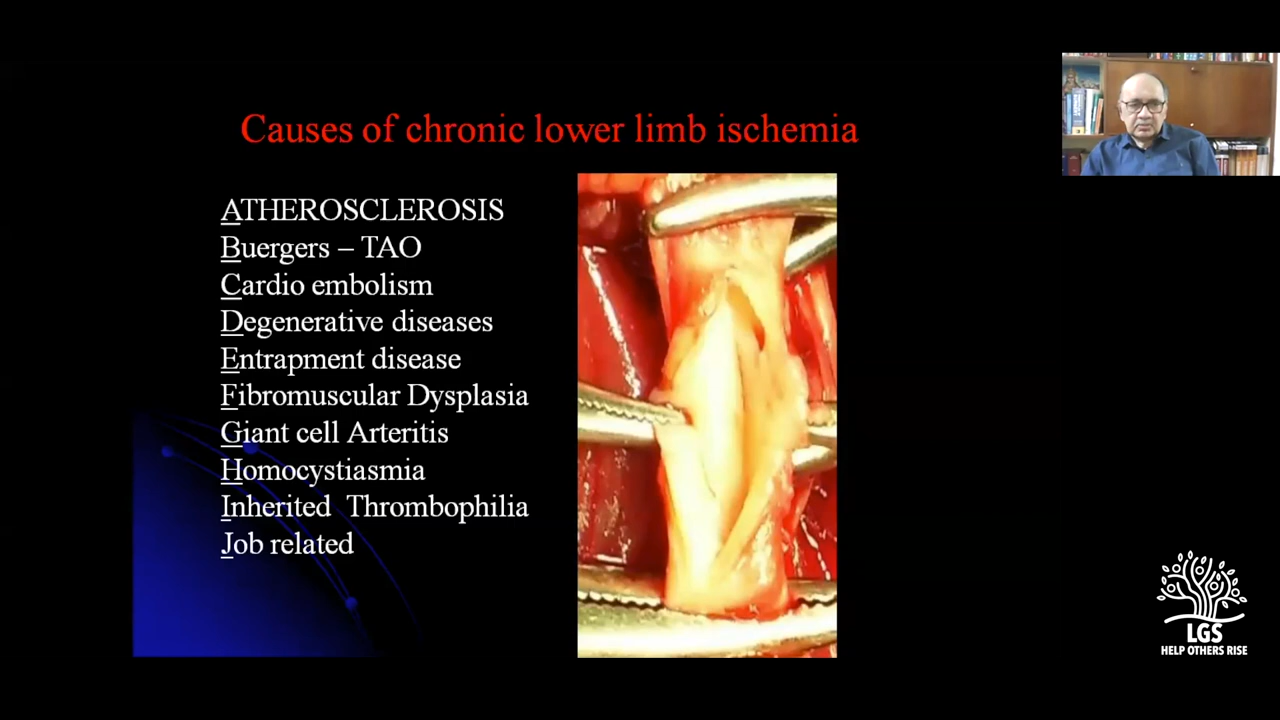 Causes of chronic lower limb ischemia
ATHEROSCLEROSIS
Buergers – TAO
Cardio embolism
Degenerative diseases
Entrapment disease
Fibromuscular Dysplasia
Giant cell Arteritis
Homocystiasmia
Inherited Thrombophilia
Job related
LGS
HELP OTHERS RISE